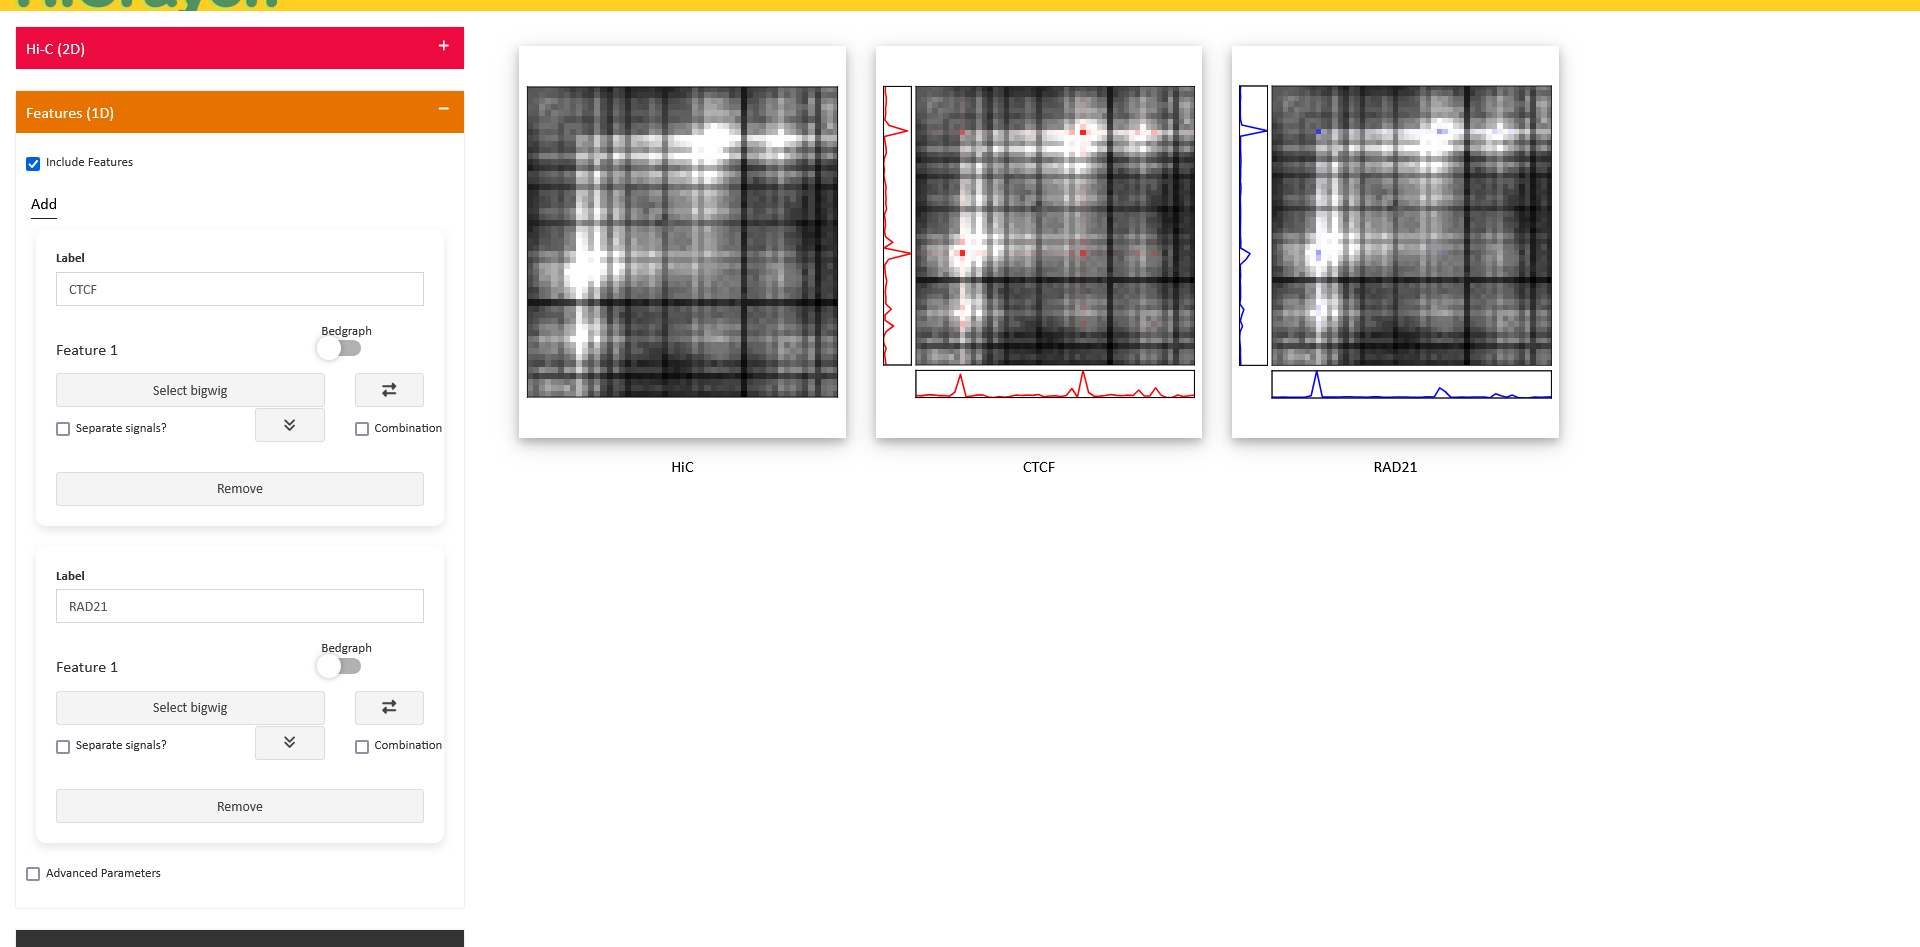 Hi-C (2D)
Features (1D)
Include Features
Add
Label
CTCF
Bedgraph
Feature 1
Select bigwig
Separate signals?
Combination
Remove
Label
RAD21
Bedgraph
Feature 1
Select bigwig
Separate signals?
Combination
Remove
Advanced Parameters
HiC
CTCF
RAD21